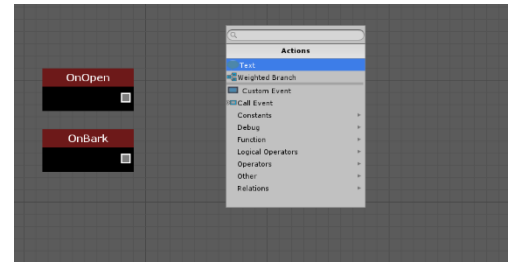 OnOpen
OnBark
Actions
Text
Weighted Branch
Custom Event
Call Event
Constants
Debug
Function
Logical Operators
Operators
Other
Relations